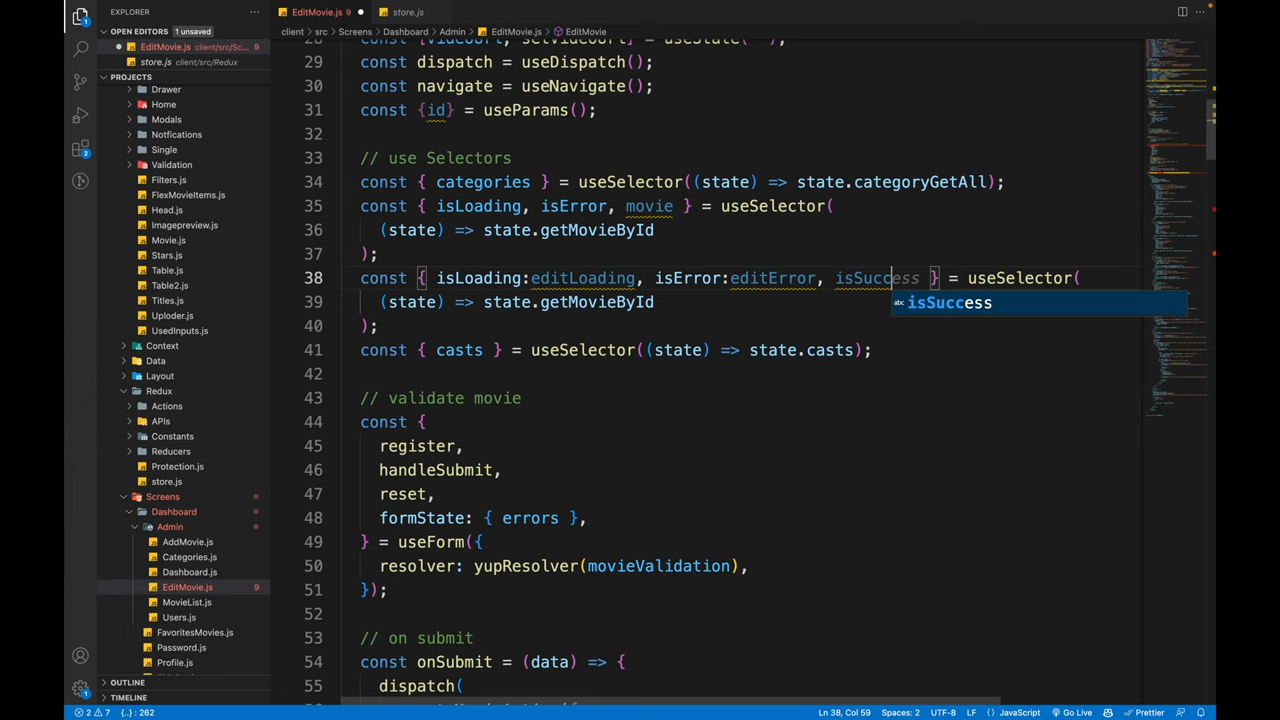 EXPLORER
EditMovie.js 9
store.js
OPEN EDITORS 1 unsaved
EditMovie.js client/src/Sc... 9
store.js client/src/Redux
PROJECTS
Drawer
Home
Modals
Notfications
Single
Validation
Filters.js
FlexMovieItems.js
Head.js
Imagepreview.js
Movie.js
Stars.js
Table.js
Table2.js
Titles.js
Uploder.js
UsedInputs.js
Context
Data
Layout
Redux
Actions
APIs
Constants
Reducers
Protection.js
store.js
Screens
Dashboard
Admin
AddMovie.js
Categories.js
Dashboard.js
EditMovie.js 9
MovieList.js
Users.js
FavoritesMovies.js
Password.js
Profile.js
OUTLINE
TIMELINE
client > src > Screens > Dashboard > Admin > EditMovie.js > EditMovie
29 const dispatch = useDispatch();
30 const navigate = useNavigate();
31 const {id} = useParams();
32
33 // use Selectors
34 const { categories } = useSelector((state) => state.categoryGetAll);
35 const { isLoading, isError, movie } = useSelector(
36 (state) => state.getMovieById
37 );
38 const { isLoading:editLoading, isError:editError, isSuccess } = useSelector(
isSuccess
39 (state) => state.getMovieById
40 );
41 const { casts } = useSelector((state) => state.casts);
42
43 // validate movie
44 const {
45 register,
46 handleSubmit,
47 reset,
48 formState: { errors },
49 } = useForm({
50 resolver: yupResolver(movieValidation),
51 });
52
53 // on submit
54 const onSubmit = (data) => {
55 dispatch(
2 7 {..} : 262
Ln 38, Col 59 Spaces: 2 UTF-8 LF {} JavaScript Go Live Prettier
1
2
1